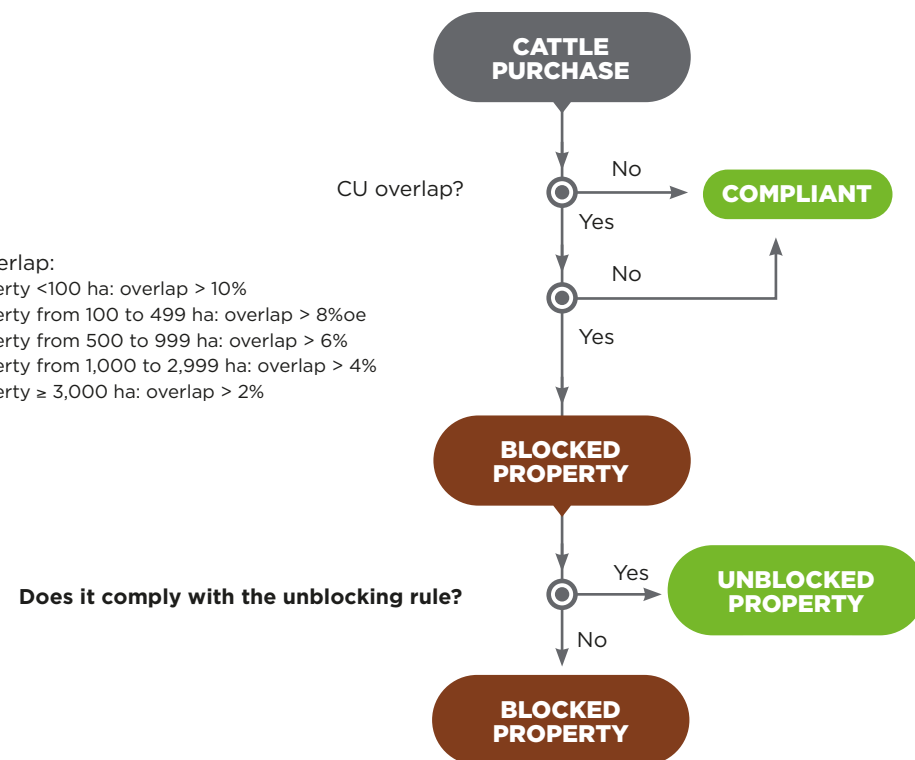 CATTLE
PURCHASE
No
CU overlap?
COMPLIANT
Yes
erlap:
No
erty <100 ha: overlap > 10%
erty from 100 to 499 ha: overlap > 8%oe
erty from 500 to 999 ha: overlap > 6%
Yes
erty from 1,000 to 2,999 ha: overlap > 4%
erty ≥ 3,000 ha: overlap > 2%
BLOCKED
PROPERTY
Does it comply with the unblocking rule?
Yes
UNBLOCKED
PROPERTY
No
BLOCKED
PROPERTY